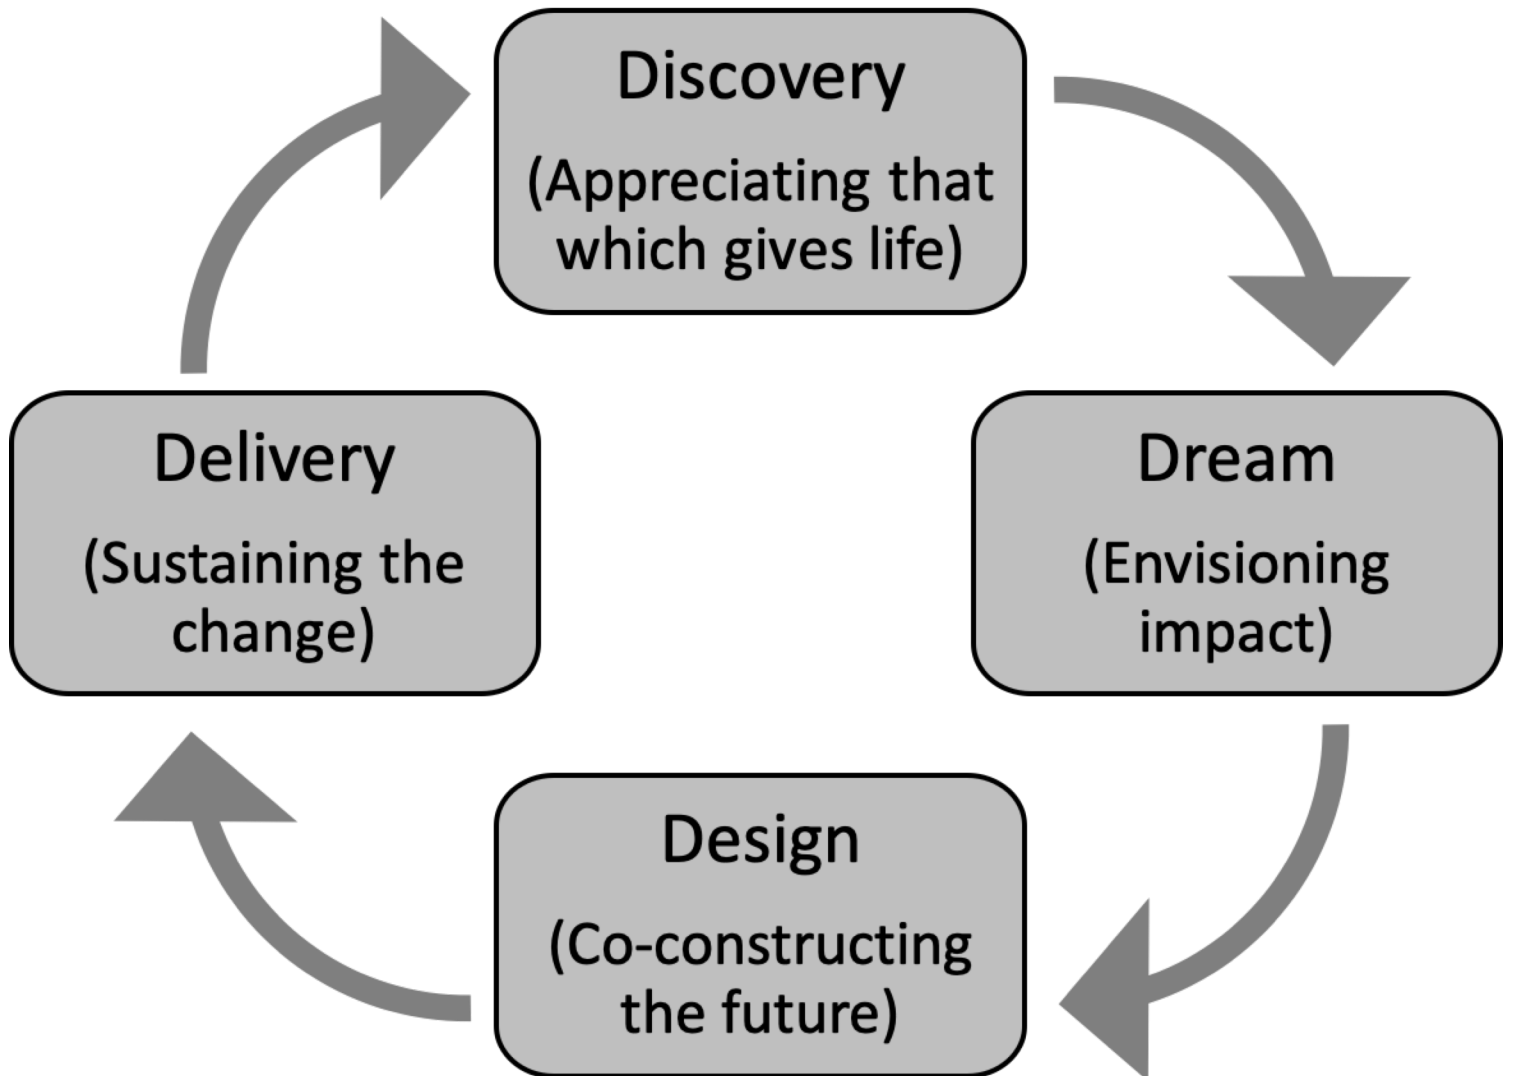 Discovery
(Appreciating that
which gives life)
Delivery
(Sustaining the
change)
Dream
(Envisioning
impact)
Design
(Co-constructing
the future)